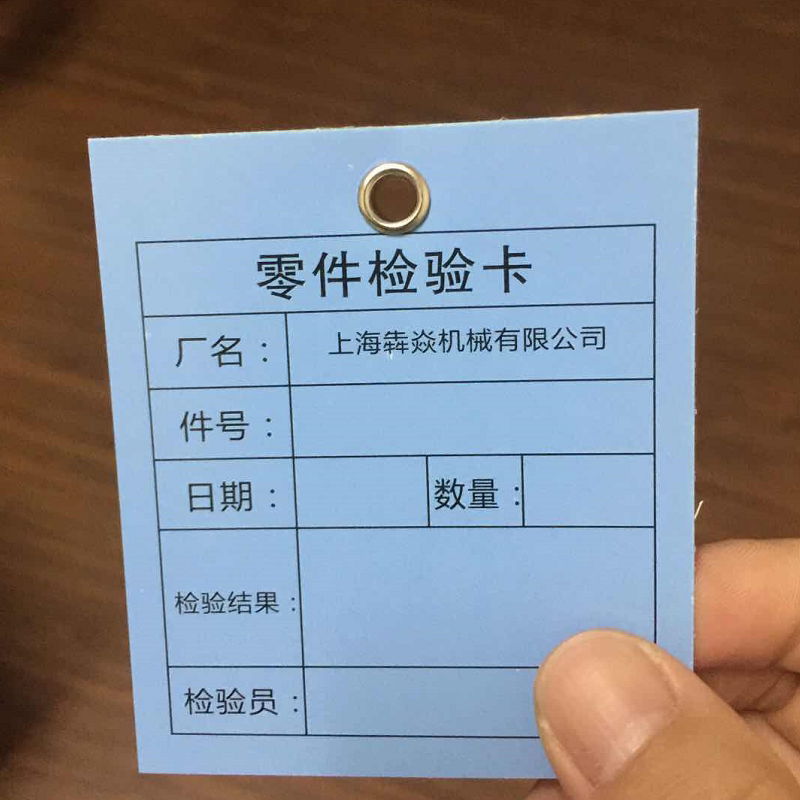 零件检验卡
厂名： 上海犇焱机械有限公司
件号：
日期： 数量：
检验结果：
检验员：